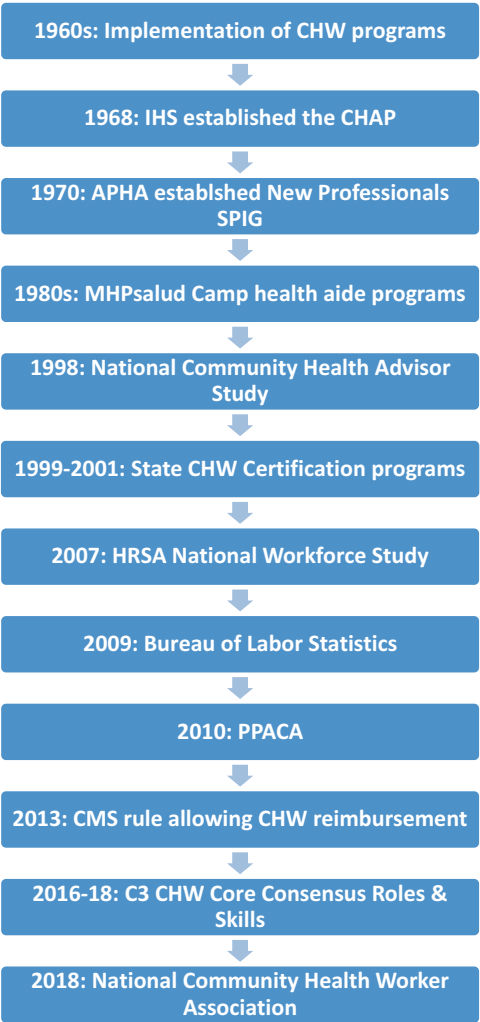 1960s: Implementation of CHW programs
1968: IHS established the CHAP
1970: APHA establshed New Professionals
SPIG
1980s: MHPsalud Camp health aide programs
1998: National Community Health Advisor
Study
1999-2001: State CHW Certification programs
2007: HRSA National Workforce Study
2009: Bureau of Labor Statistics
2010: PPACA
2013: CMS rule allowing CHW reimbursement
2016-18: C3 CHW Core Consensus Roles &
Skills
2018: National Community Health Worker
Association